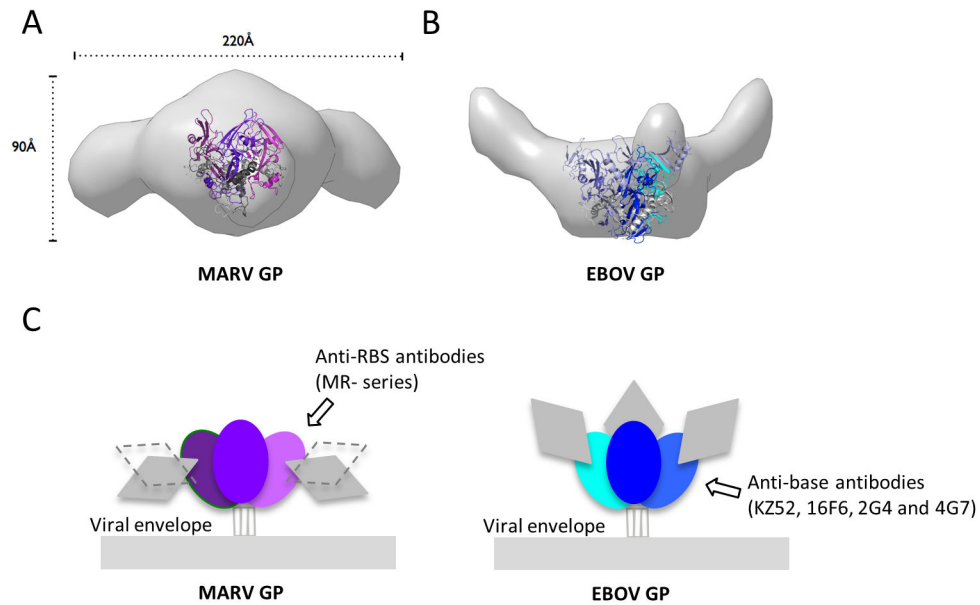 A
220Å
90Å
MARV GP
B
EBOV GP
C
Anti-RBS antibodies
(MR- series)
Viral envelope
MARV GP
Anti-base antibodies
(KZ52, 16F6, 2G4 and 4G7)
Viral envelope
EBOV GP